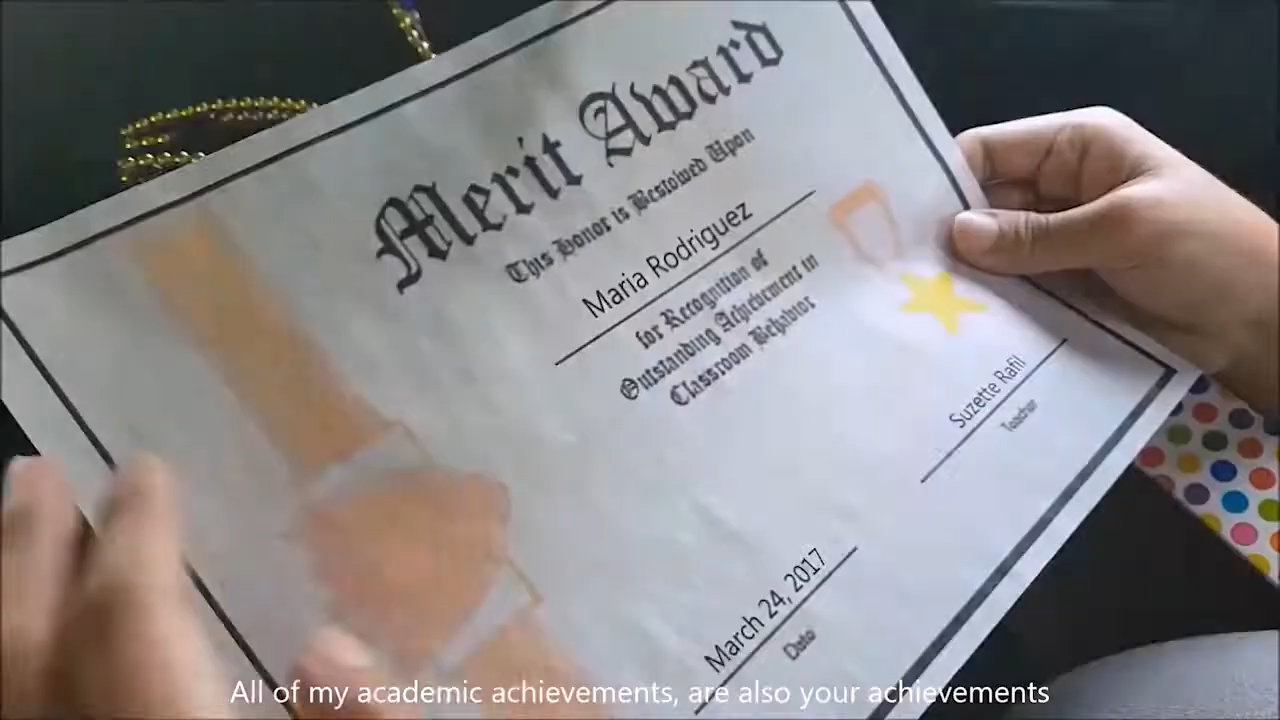 Merit Award
This Honor is Bestowed Upon
Maria Rodriguez
for Recognition of
Outstanding Achievement in
Classroom Behavior
Suzette Rafil
Teacher
March 24, 2017
Date
All of my academic achievements, are also your achievements